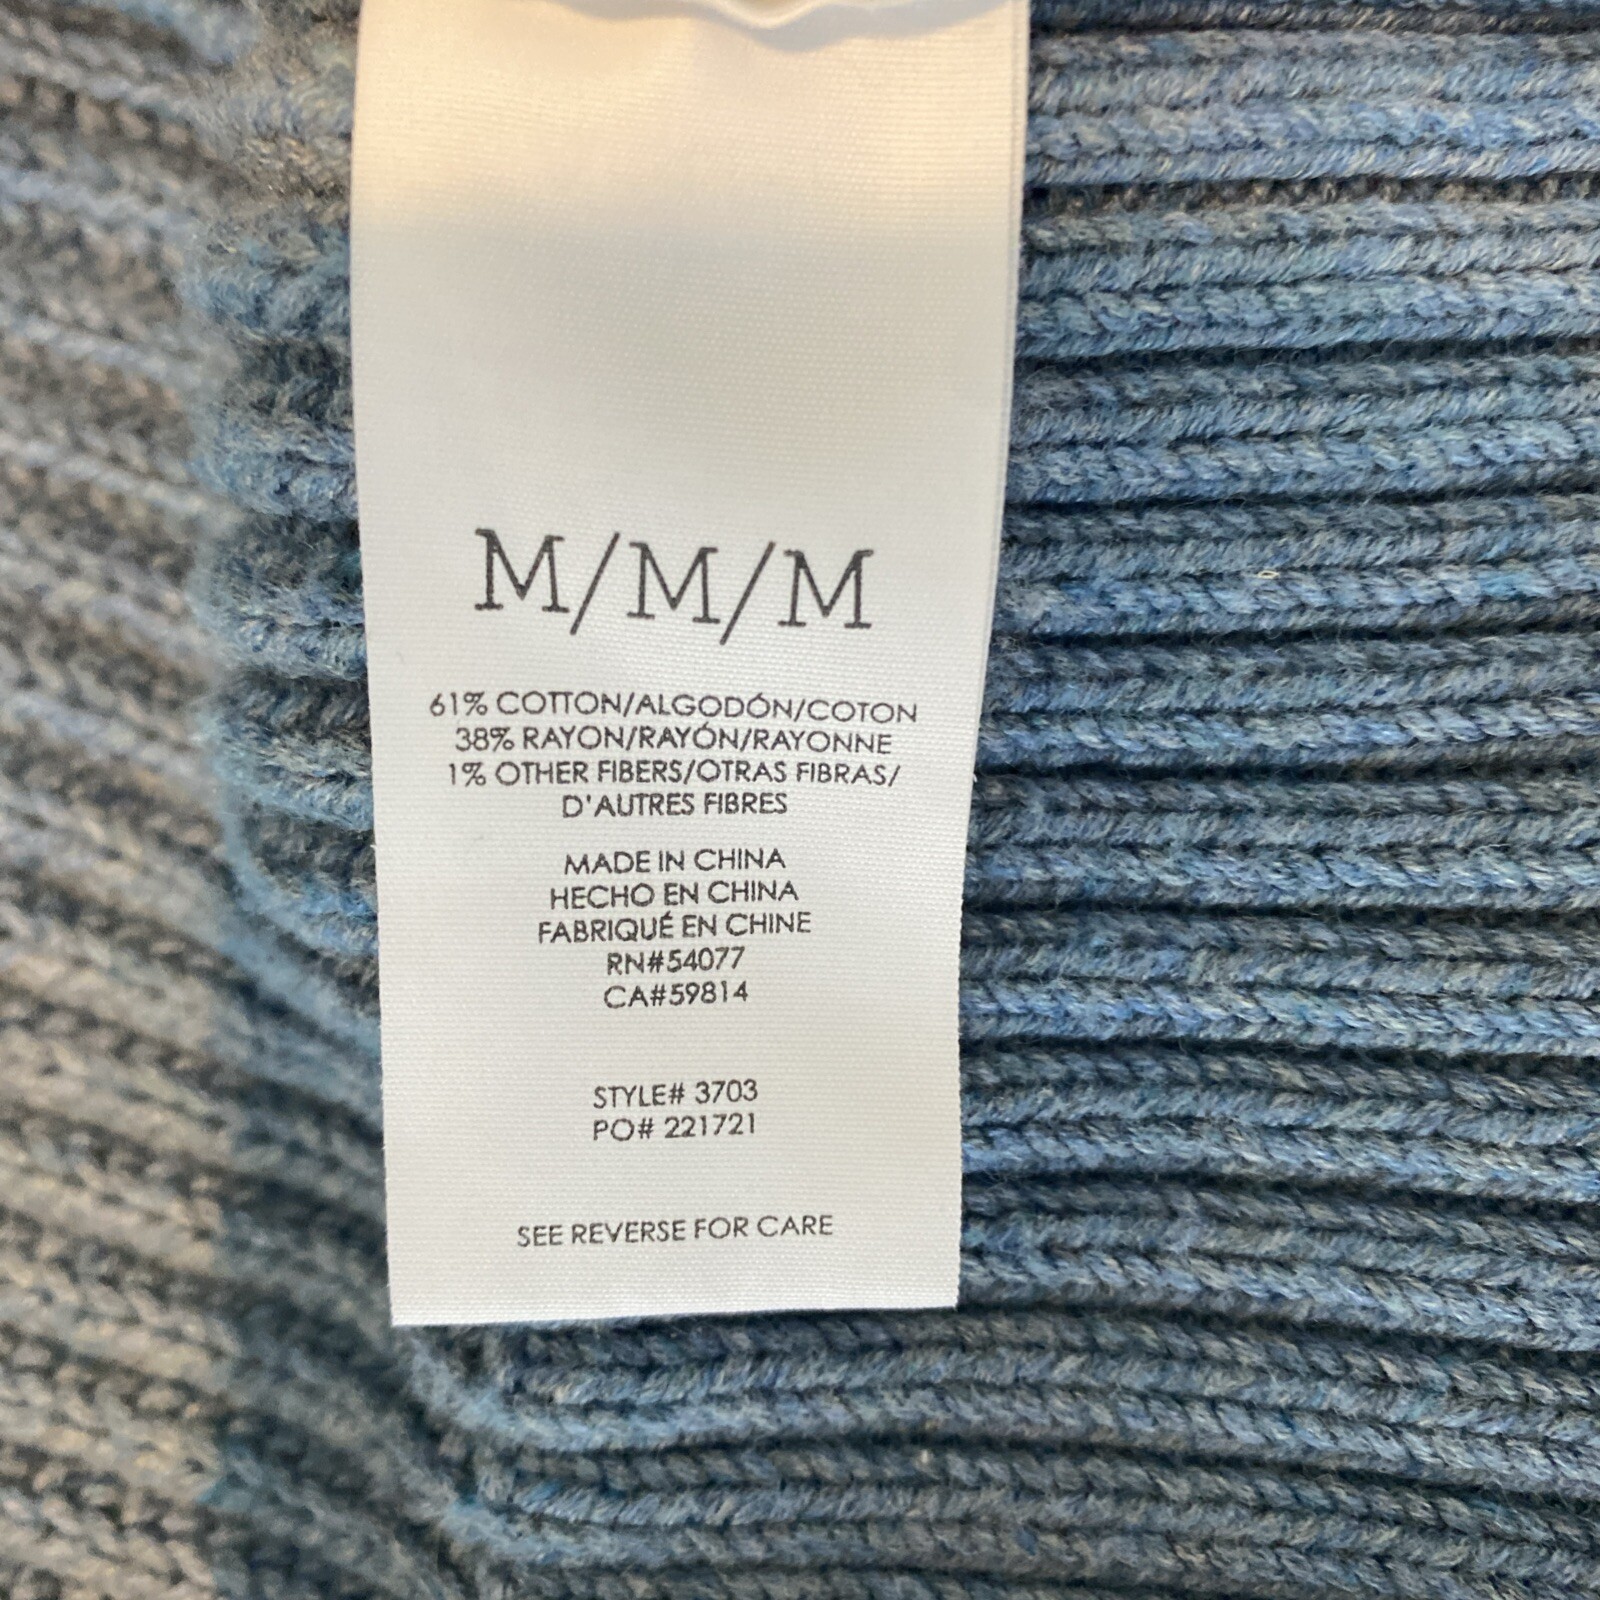 M/M/M
61% COTTON/ALGODÓN/COTON
38% RAYON/RAYÓN/RAYONNE
1% OTHER FIBERS/OTRAS FIBRAS/
D'AUTRES FIBRES
MADE IN CHINA
HECHO EN CHINA
FABRIQUÉ EN CHINE
RN#54077
CA#59814
STYLE# 3703
PO# 221721
SEE REVERSE FOR CARE